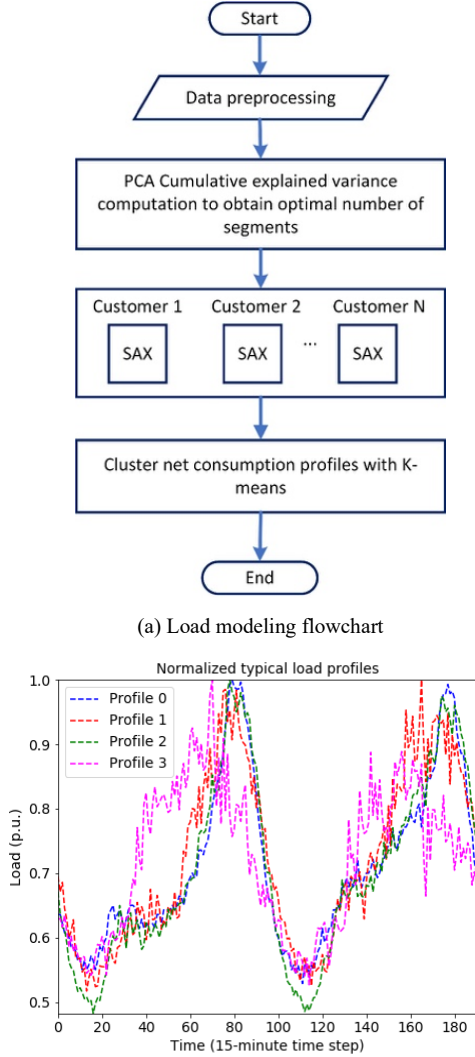 Start
Data preprocessing
PCA Cumulative explained variance
computation to obtain optimal number of
segments
Customer 1 Customer 2 Customer N
SAX SAX ... SAX
Cluster net consumption profiles with K-
means
End
(a) Load modeling flowchart
Normalized typical load profiles
1.0
Profile 0
Profile 1
0.9
Profile 2
Profile 3
0.8
Load (p.u.)
0.7
0.6
0.5
0 20 40 60 80 100 120 140 160 180
Time (15-minute time step)